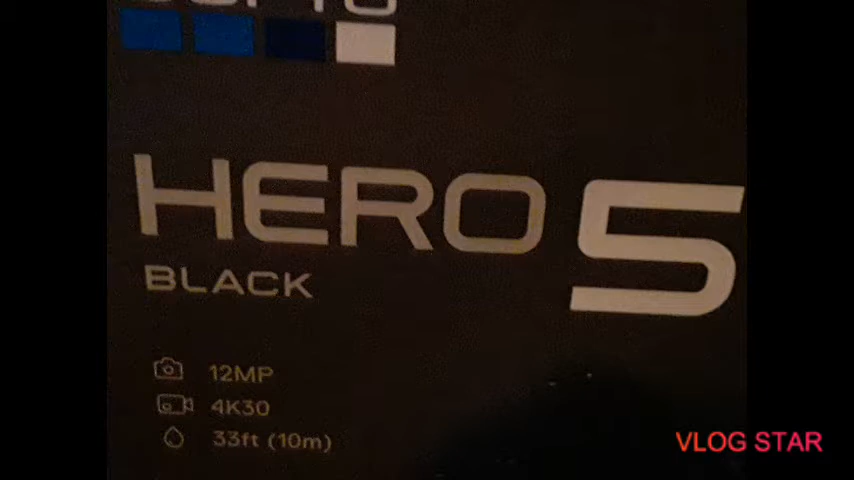 HERO 5
BLACK
12MP
4K30
33ft (10m)
VLOG STAR